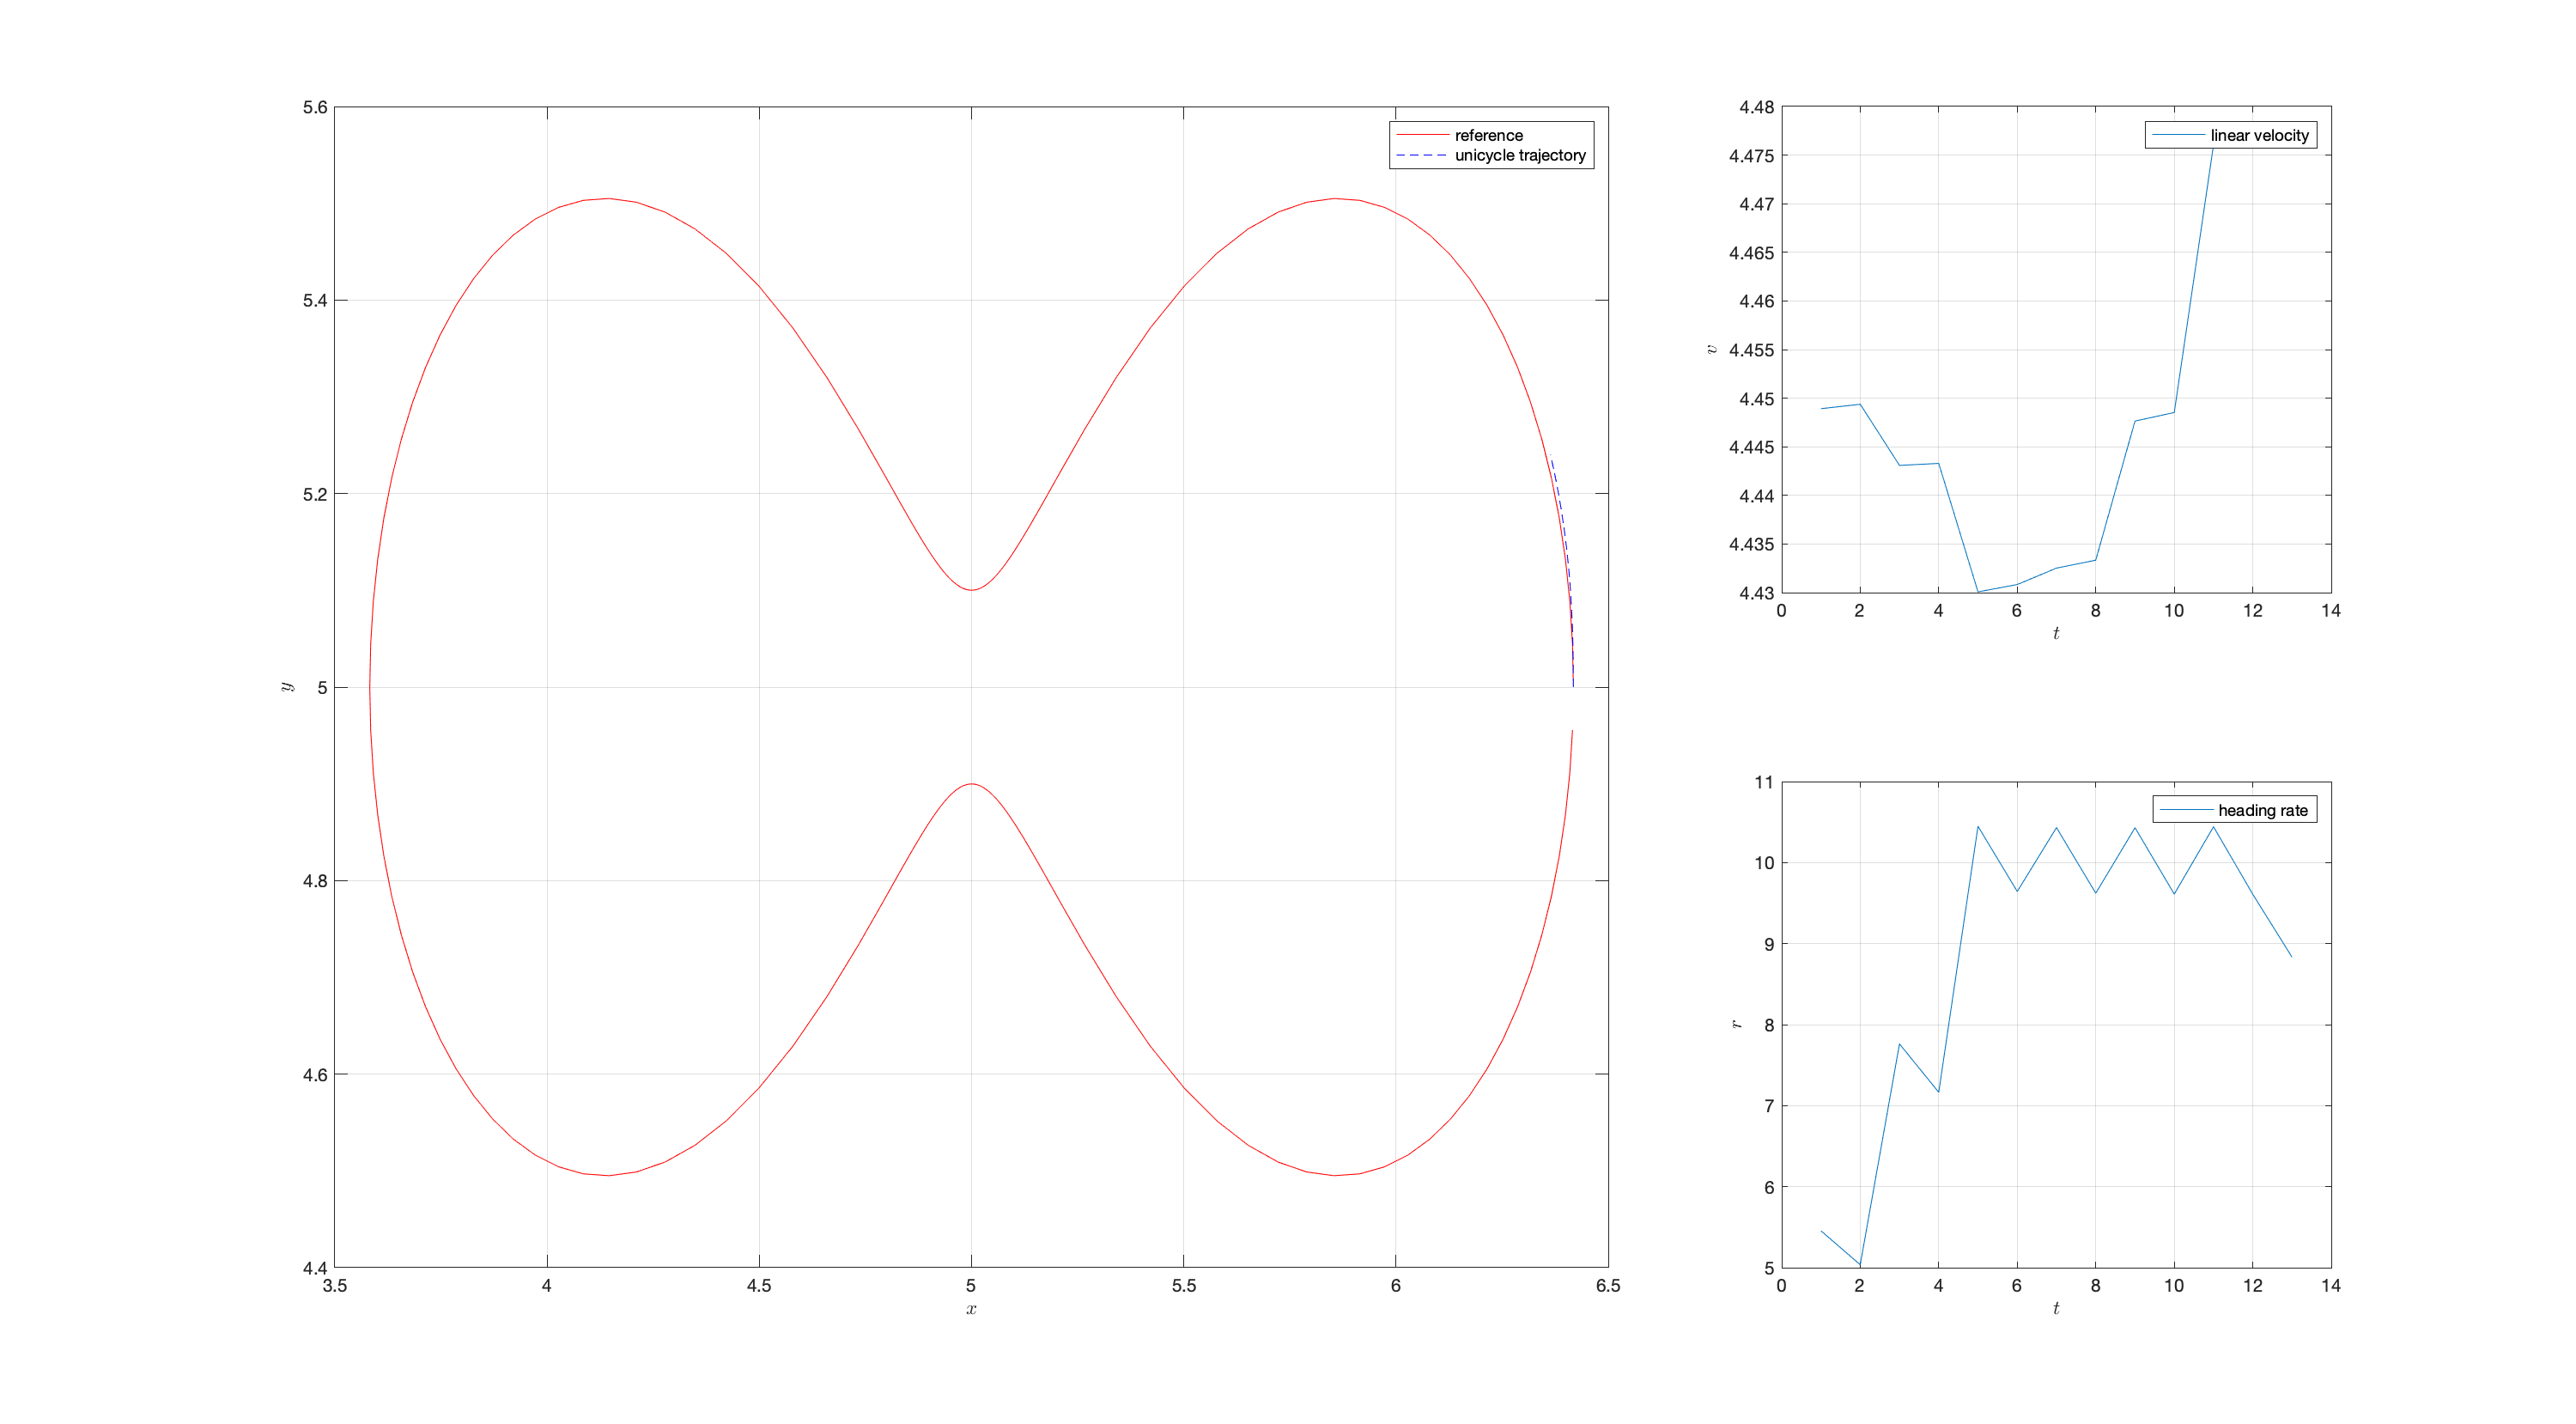 5.6
5.4
5.2
5
4.8
4.6
4.4
3.5 4 4.5 5 5.5 6 6.5
x
y
reference
unicycle trajectory
4.48
4.475
4.47
4.465
4.46
4.455
4.45
4.445
4.44
4.435
4.43
0 2 4 6 8 10 12 14
t
v
linear velocity
11
10
9
8
7
6
5
0 2 4 6 8 10 12 14
t
r
heading rate